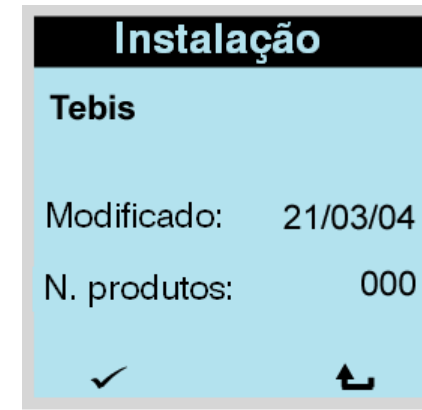 Instalação
Tebis
Modificado: 21/03/04
N. produtos: 000